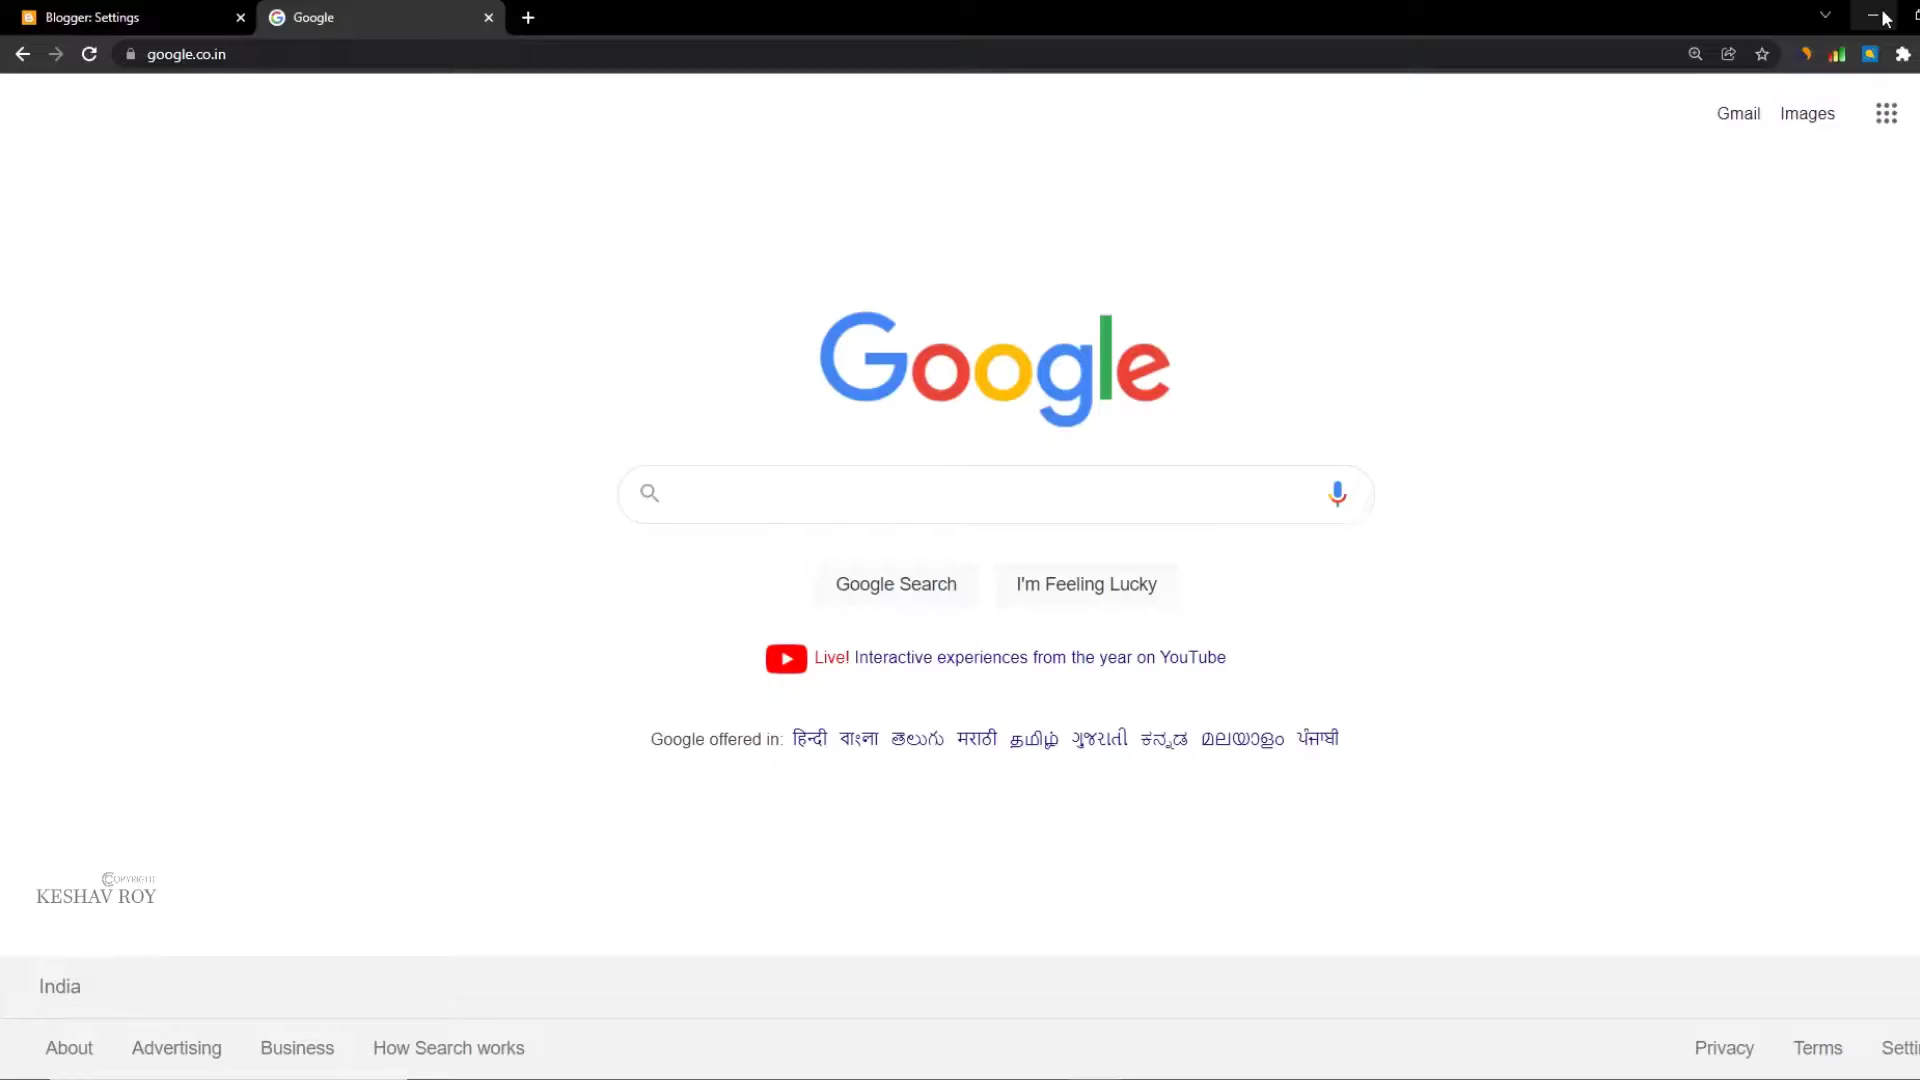 Blogger: Settings
Google
google.co.in
Gmail Images
Google
Google Search I'm Feeling Lucky
Live! Interactive experiences from the year on YouTube
Google offered in: हिन्दी বাংলা తెలుగు मराठी தமிழ் ગુજરાતી ಕನ್ನಡ മലയാളം ਪੰਜਾਬੀ
COPYRIGHT
KESHAV ROY
India
About Advertising Business How Search works Privacy Terms